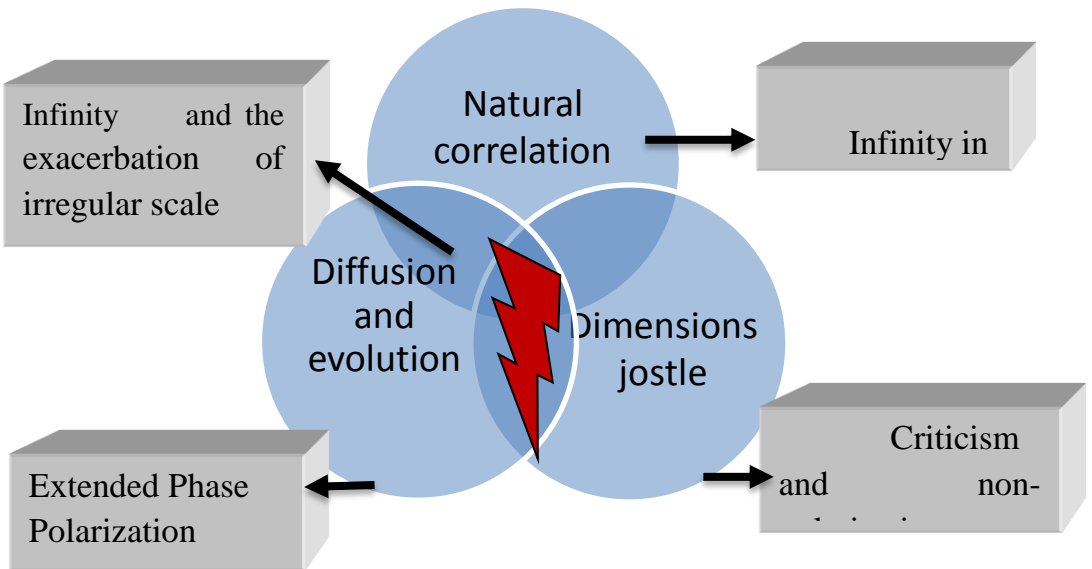 Natural
correlation
Infinity and the
exacerbation of
irregular scale
Infinity in
Diffusion
and
evolution
Dimensions
jostle
Extended Phase
Polarization
Criticism
and non-